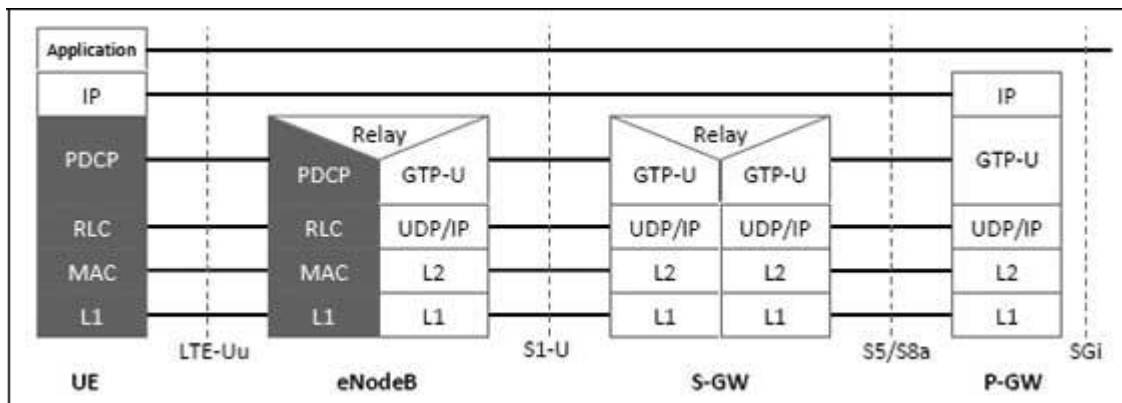 Application
IP IP
Relay Relay
PDCP PDCP GTP-U GTP-U GTP-U GTP-U
RLC RLC UDP/IP UDP/IP UDP/IP UDP/IP
MAC MAC L2 L2 L2 L2
L1 L1 L1 L1 L1 L1
LTE-Uu S1-U S5/S8a SGi
UE eNodeB S-GW P-GW